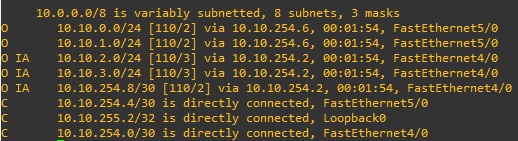 10.0.0.0/8 is variably subnetted, 8 subnets, 3 masks
O 10.10.0.0/24 [110/2] via 10.10.254.6, 00:01:54, FastEthernet5/0
O 10.10.1.0/24 [110/2] via 10.10.254.6, 00:01:54, FastEthernet5/0
O IA 10.10.2.0/24 [110/3] via 10.10.254.2, 00:01:54, FastEthernet4/0
O IA 10.10.3.0/24 [110/3] via 10.10.254.2, 00:01:54, FastEthernet4/0
O IA 10.10.254.8/30 [110/2] via 10.10.254.2, 00:01:54, FastEthernet4/0
C 10.10.254.4/30 is directly connected, FastEthernet5/0
C 10.10.255.2/32 is directly connected, Loopback0
C 10.10.254.0/30 is directly connected, FastEthernet4/0